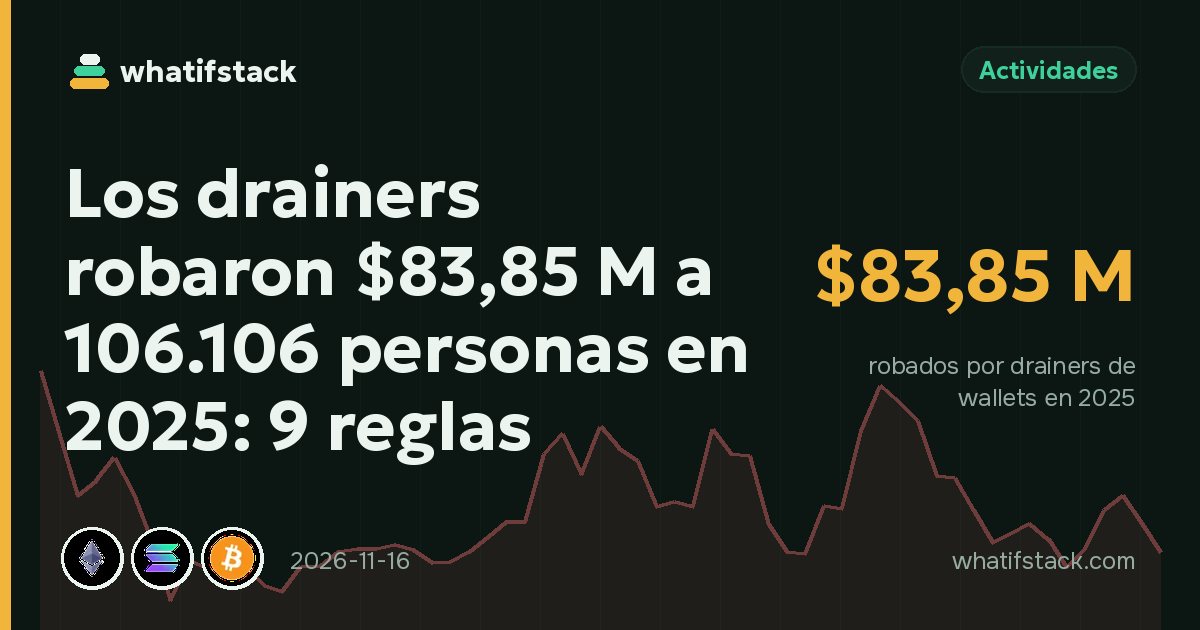 whatifstack
Actividades
Los drainers
robaron $83,85 M a
106.106 personas en
2025: 9 reglas
$83,85 M
robados por drainers de
wallets en 2025
2026-11-16
whatifstack.com